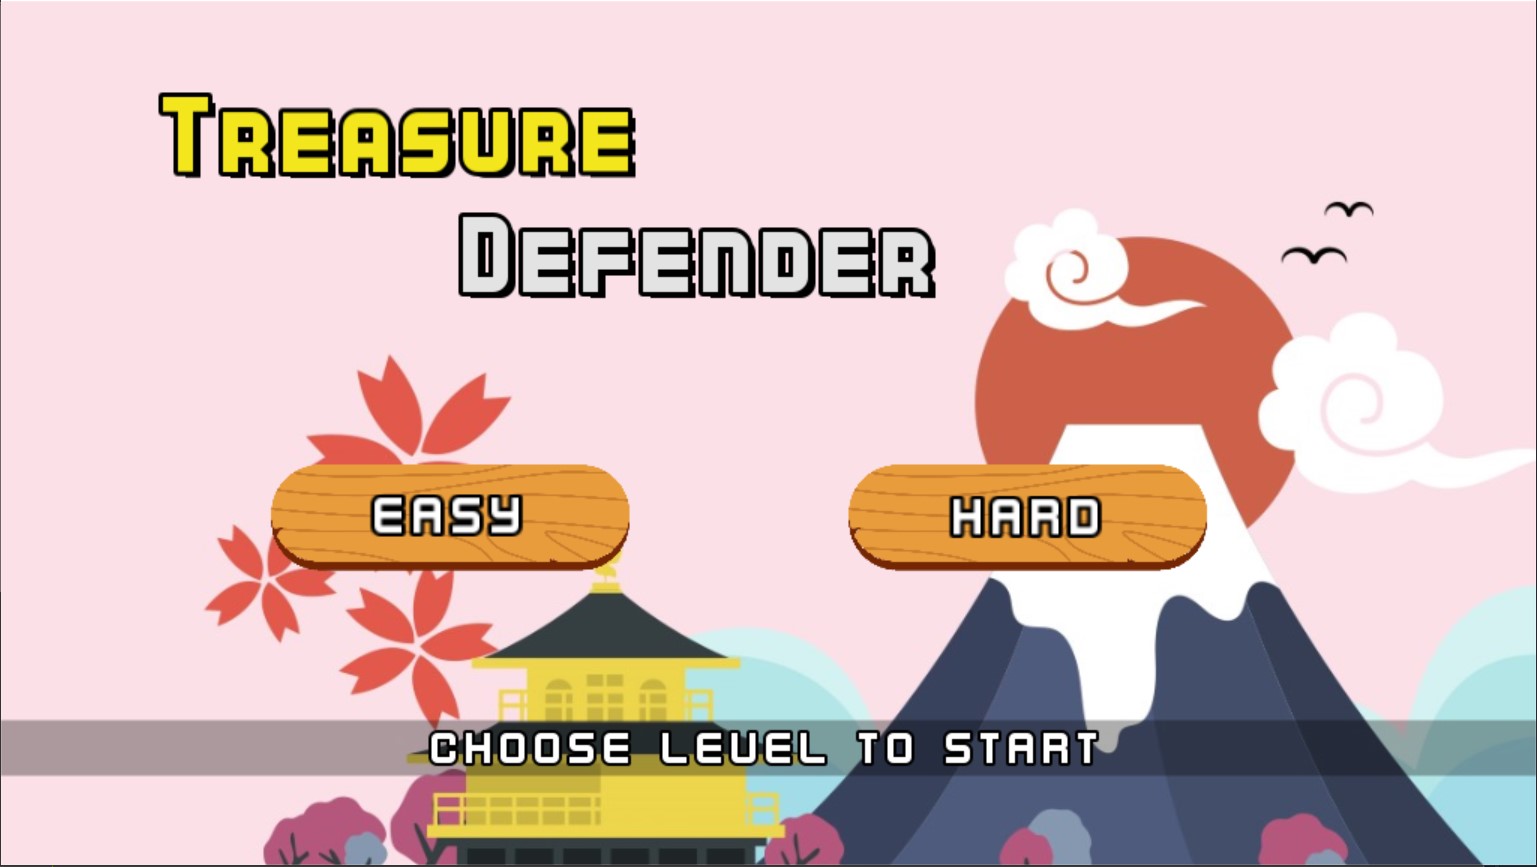 TREASURE
DEFENDER
EASY
HARD
CHOOSE LEVEL TO START